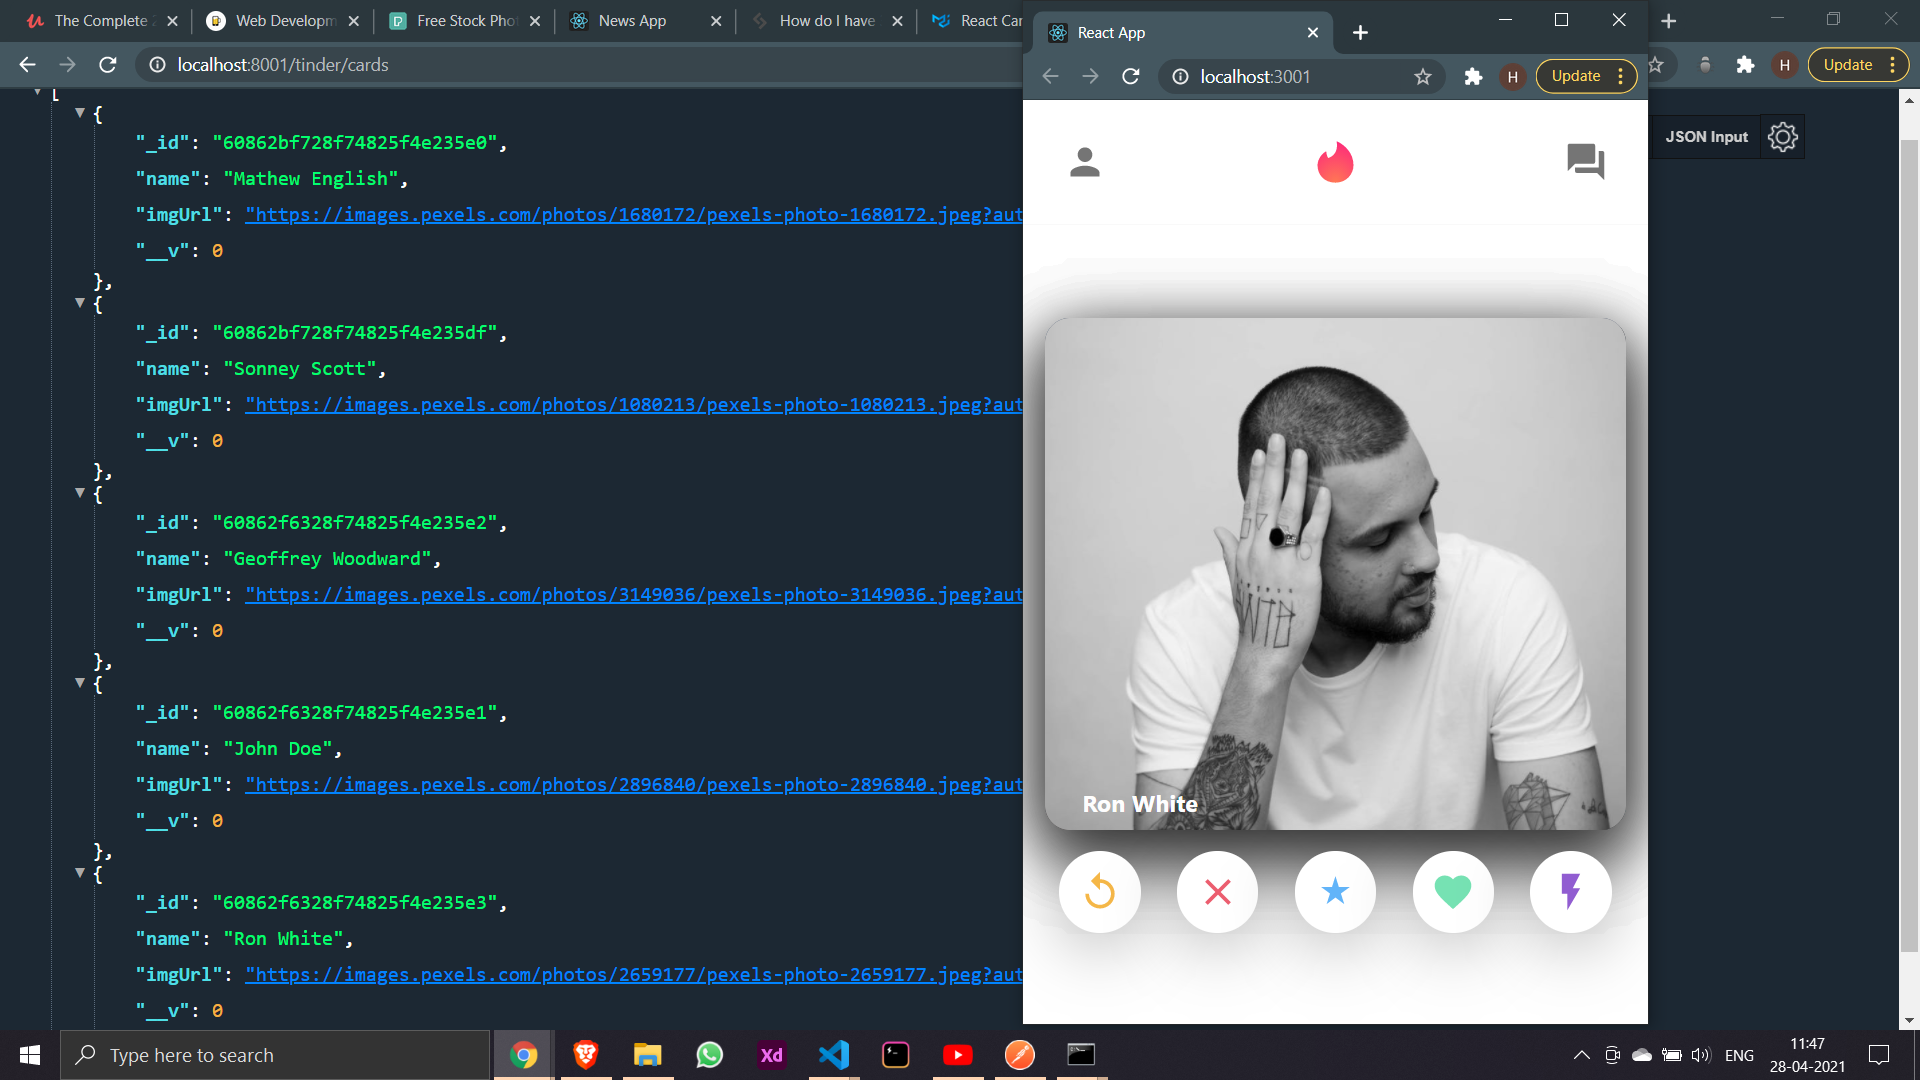 The Complete 2
Web Developm
Free Stock Pho
News App
How do I have
React Car
localhost:8001/tinder/cards
Update
[
{
"_id": "60862bf728f74825f4e235e0",
"name": "Mathew English",
"imgUrl": "https://images.pexels.com/photos/1680172/pexels-photo-1680172.jpeg?aut
"__v": 0
},
{
"_id": "60862bf728f74825f4e235df",
"name": "Sonney Scott",
"imgUrl": "https://images.pexels.com/photos/1080213/pexels-photo-1080213.jpeg?aut
"__v": 0
},
{
"_id": "60862f6328f74825f4e235e2",
"name": "Geoffrey Woodward",
"imgUrl": "https://images.pexels.com/photos/3149036/pexels-photo-3149036.jpeg?aut
"__v": 0
},
{
"_id": "60862f6328f74825f4e235e1",
"name": "John Doe",
"imgUrl": "https://images.pexels.com/photos/2896840/pexels-photo-2896840.jpeg?aut
"__v": 0
},
{
"_id": "60862f6328f74825f4e235e3",
"name": "Ron White",
"imgUrl": "https://images.pexels.com/photos/2659177/pexels-photo-2659177.jpeg?aut
"__v": 0
React App
localhost:3001
H
Update
H
JSON Input
Ron White
Type here to search
Xd
ENG
11:47
28-04-2021